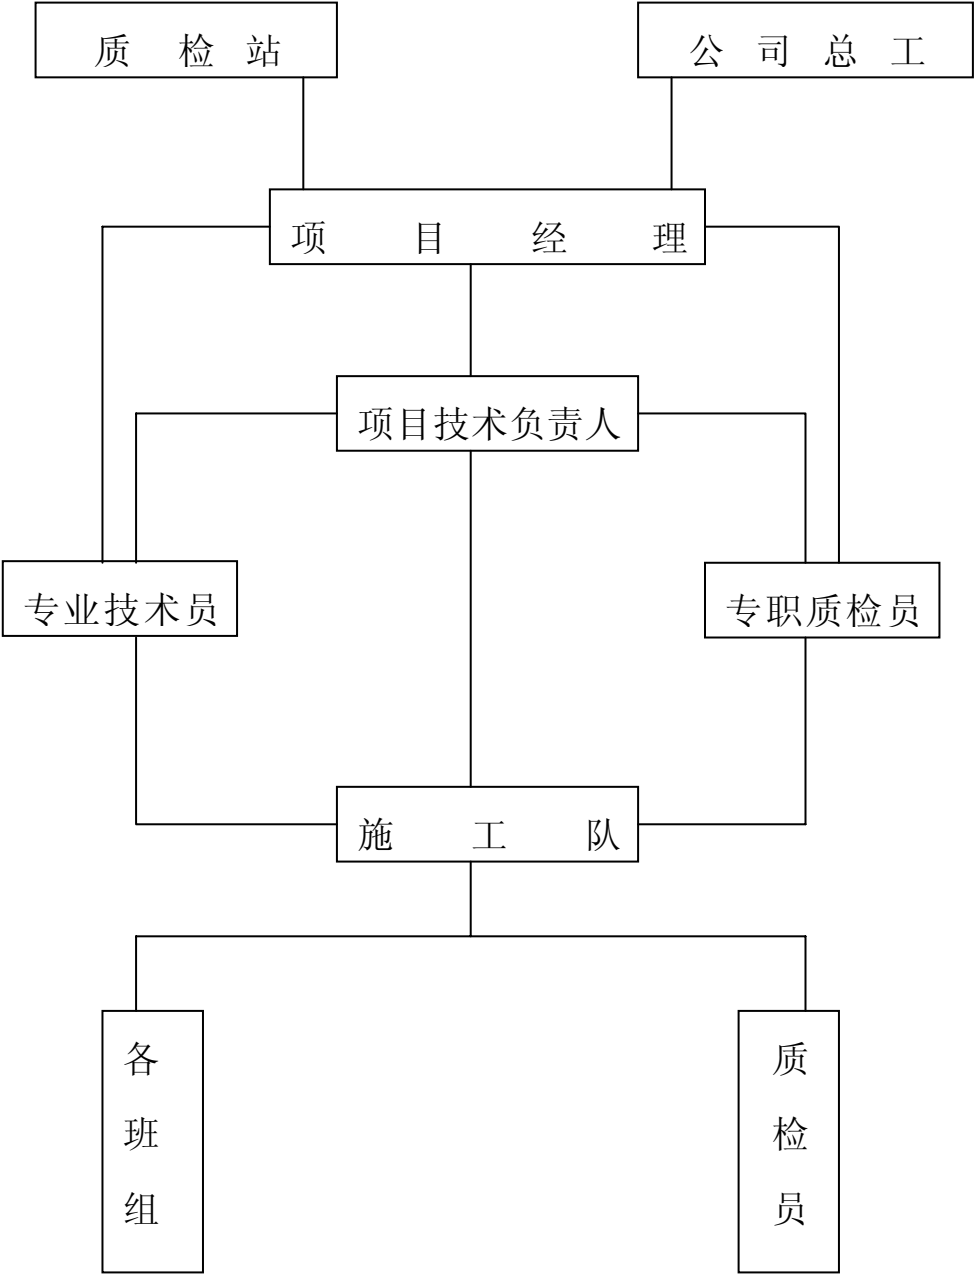 质检站
公司总工
项目经理
项目技术负责人
专业技术员
专职质检员
施工队
各班组
质检员